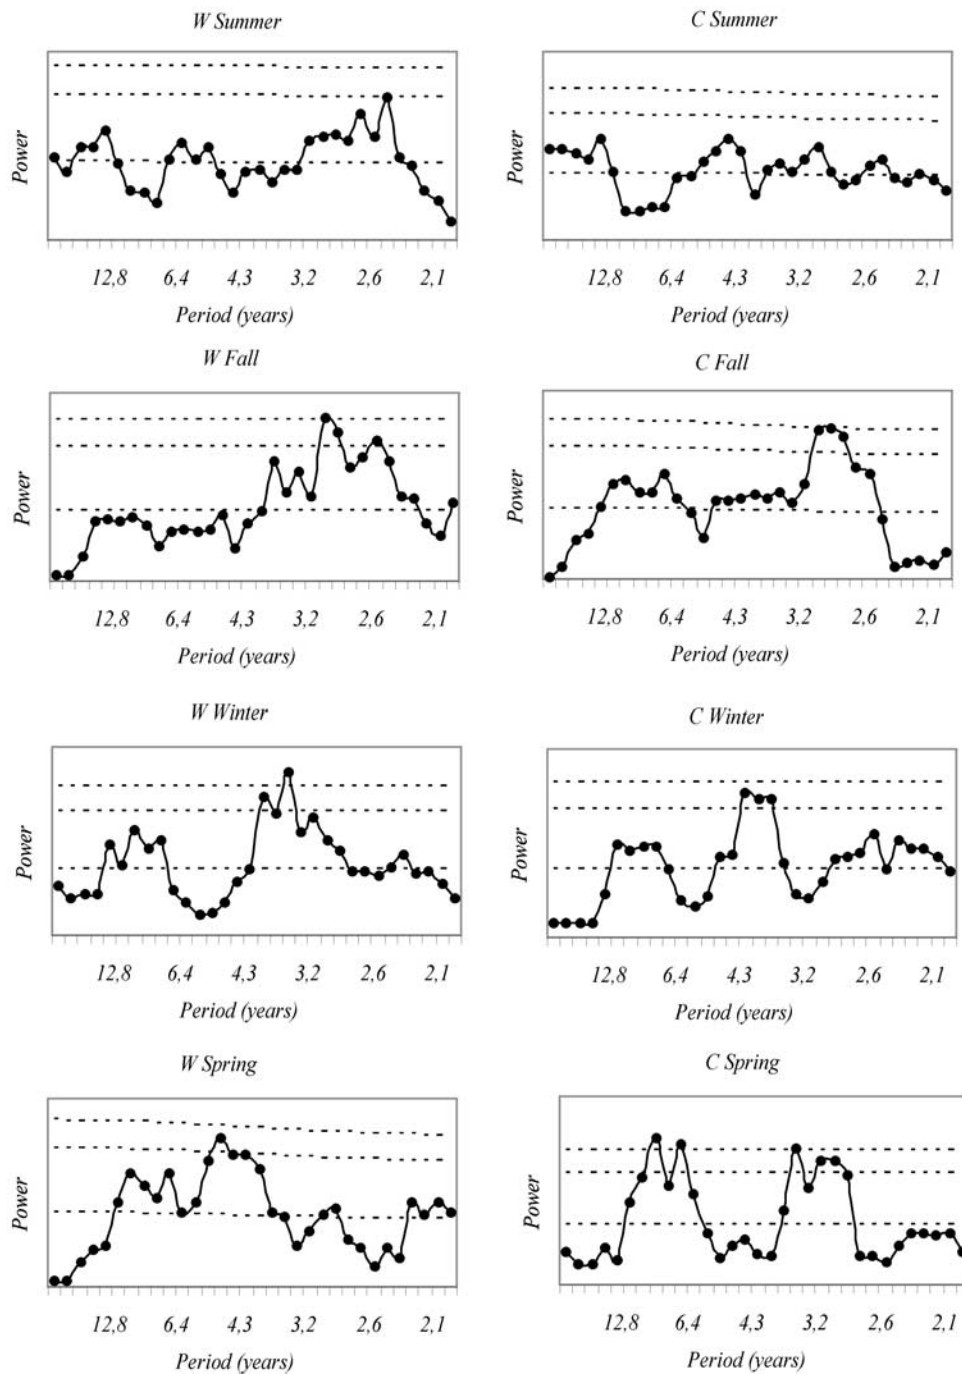 W Summer
Power
12,8 6,4 4,3 3,2 2,6 2,1
Period (years)
C Summer
Power
12,8 6,4 4,3 3,2 2,6 2,1
Period (years)
W Fall
Power
12,8 6,4 4,3 3,2 2,6 2,1
Period (years)
C Fall
Power
12,8 6,4 4,3 3,2 2,6 2,1
Period (years)
W Winter
Power
12,8 6,4 4,3 3,2 2,6 2,1
Period (years)
C Winter
Power
12,8 6,4 4,3 3,2 2,6 2,1
Period (years)
W Spring
Power
12,8 6,4 4,3 3,2 2,6 2,1
Period (years)
C Spring
Power
12,8 6,4 4,3 3,2 2,6 2,1
Period (years)